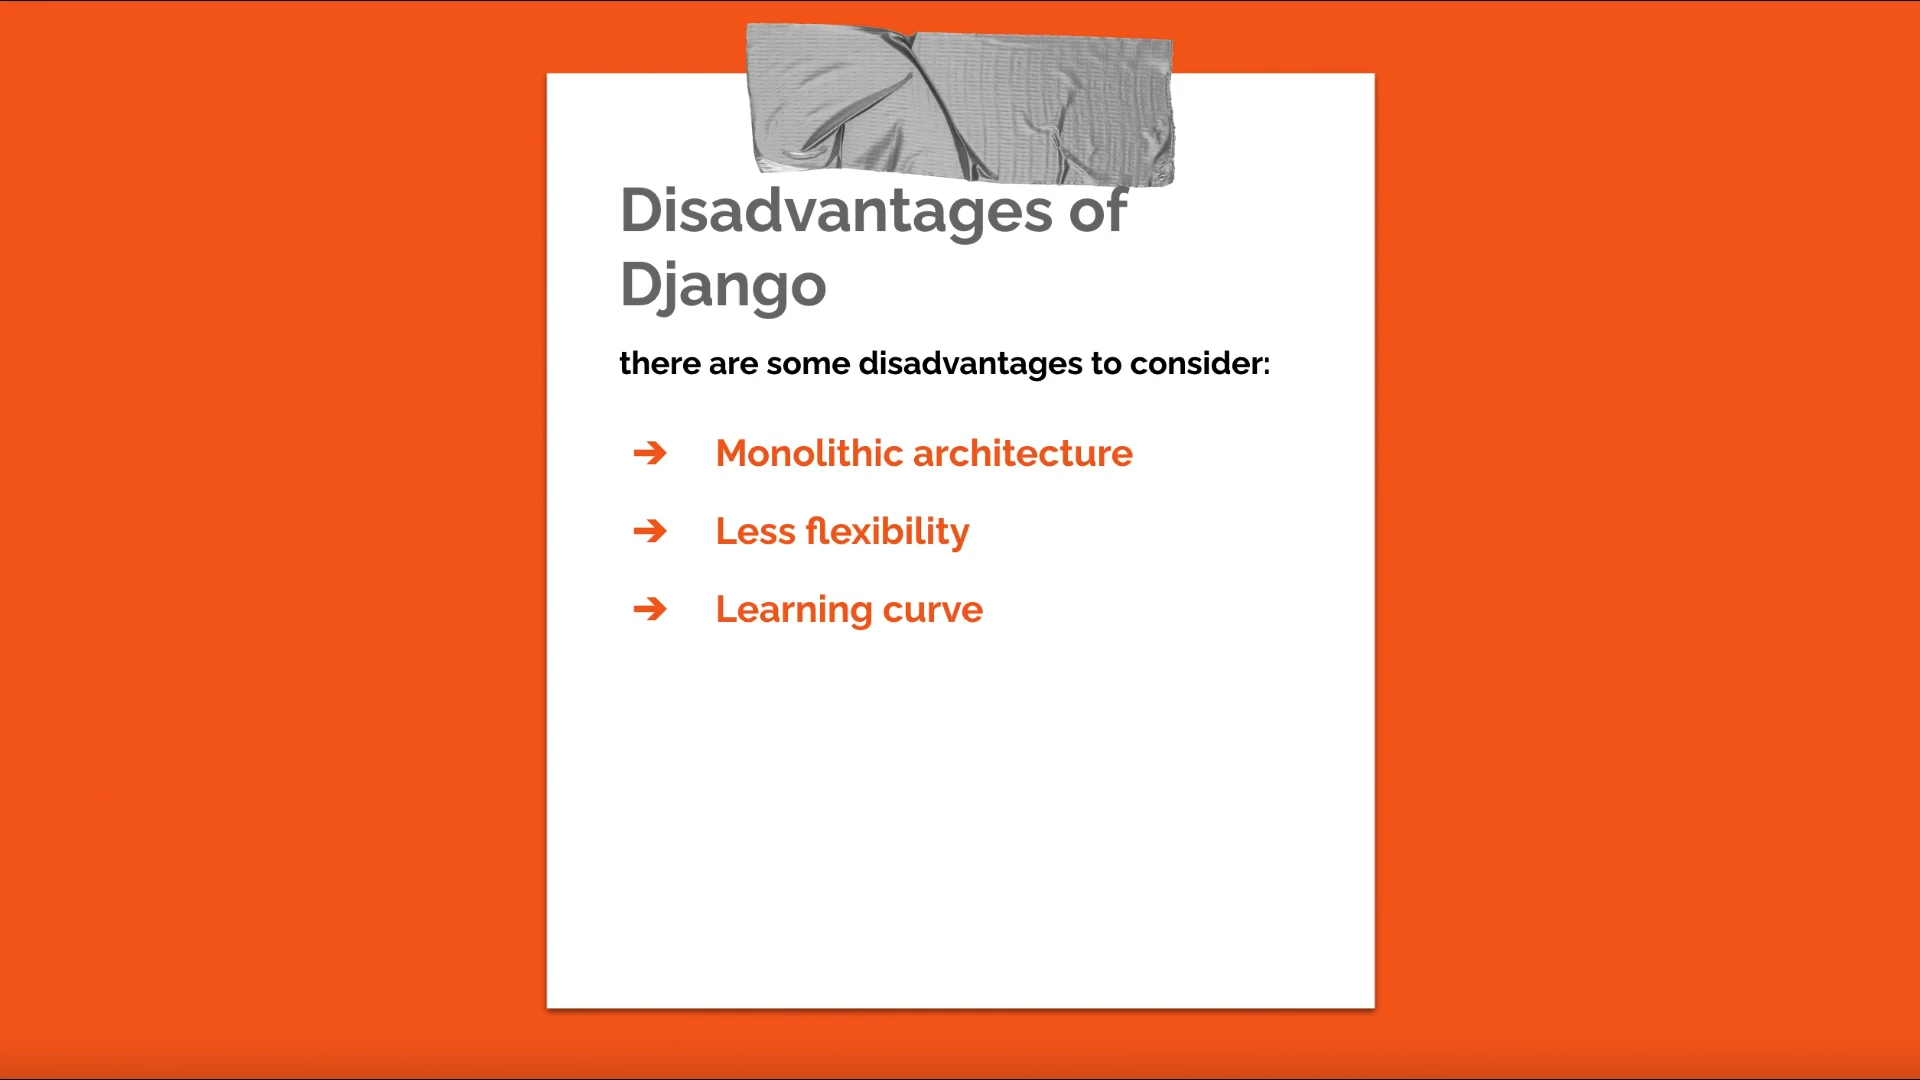 Disadvantages of
Django
there are some disadvantages to consider:
➔ Monolithic architecture
➔ Less flexibility
➔ Learning curve